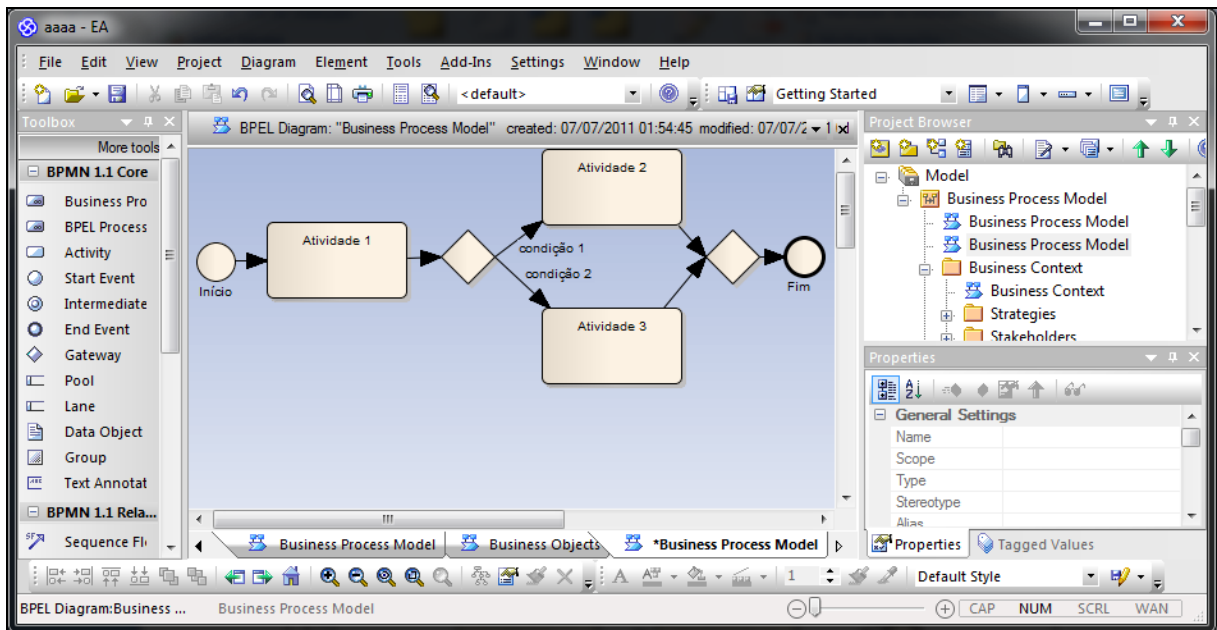 aaaa - EA
File Edit View Project Diagram Element Tools Add-Ins Settings Window Help
<default> Getting Started
Toolbox
More tools
BPMN 1.1 Core
Business Pro
BPEL Process
Activity
Start Event
Intermediate
End Event
Gateway
Pool
Lane
Data Object
Group
Text Annotat
BPMN 1.1 Rela...
Sequence Fl
BPEL Diagram: "Business Process Model" created: 07/07/2011 01:54:45 modified: 07/07/2
Atividade 2
Atividade 1
condição 1
condição 2
Início
Fim
Atividade 3
Business Process Model Business Objects *Business Process Model
Project Browser
Model
Business Process Model
Business Process Model
Business Process Model
Business Context
Business Context
Strategies
Stakeholders
Properties
General Settings
Name
Scope
Type
Stereotype
Alias
Properties Tagged Values
1 Default Style
BPEL Diagram:Business ... Business Process Model CAP NUM SCRL WAN